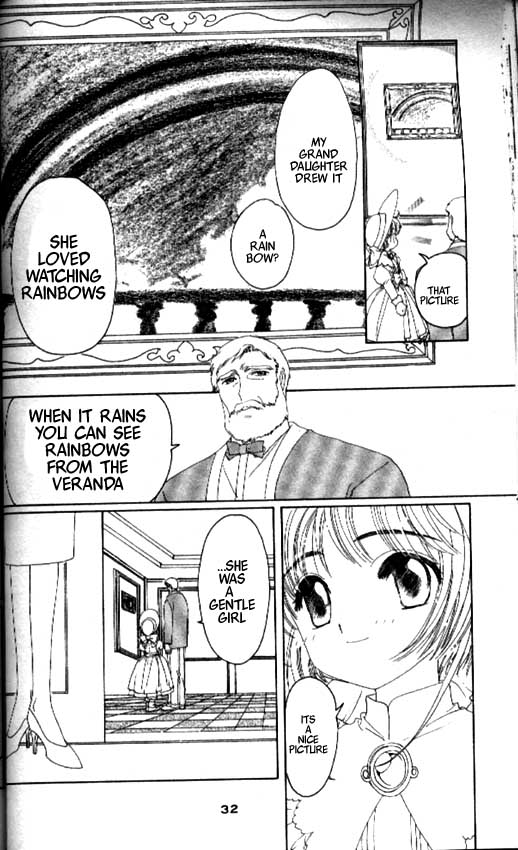 THAT
PICTURE
MY
GRAND
DAUGHTER
DREW IT
A
RAIN
BOW?
SHE
LOVED
WATCHING
RAINBOWS
WHEN IT RAINS
YOU CAN SEE
RAINBOWS
FROM THE
VERANDA
ITS
A
NICE
PICTURE
...SHE
WAS
A
GENTLE
GIRL
32